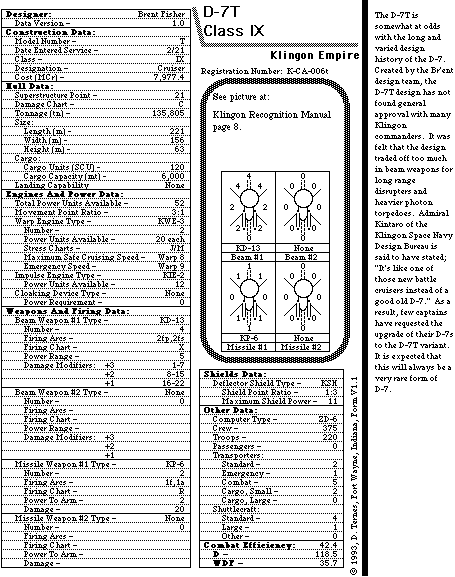 Designer: Brent Fisher
Data Version - 1.0
Construction Data:
Model Number - T
Date Entered Service - 2/21
Class - IX
Designation - Cruiser
Cost (MCr) - 7,977.4
Hull Data:
Superstructure Point - 21
Damage Chart - C
Tonnage (tn) - 135,805
Size:
Length (m) - 221
Width (m) - 156
Height (m) - 63
Cargo:
Cargo Units (SCU) - 120
Cargo Capacity (mt) - 6,000
Landing Capability None
Engines And Power Data:
Total Power Units Available - 52
Movement Point Ratio - 3:1
Warp Engine Type - KWE-3
Number - 2
Power Units Available - 20 each
Stress Charts - J/M
Maximum Safe Cruising Speed - Warp 8
Emergency Speed - Warp 9
Impulse Engine Type - KIE-2
Power Units Available - 12
Cloaking Device Type - None
Power Requirement - 0
Weapons And Firing Data:
Beam Weapon #1 Type - KD-13
Number - 4
Firing Arcs - 2fp,2fs
Firing Chart - X
Power Range - 5
Damage Modifiers: +3 1-7
+2 8-15
+1 16-22
Beam Weapon #2 Type - None
Number - 0
Firing Arcs -
Firing Chart -
Power Range -
Damage Modifiers: +3
+2
+1
Missile Weapon #1 Type - KP-6
Number - 2
Firing Arcs - 1f,1a
Firing Chart - R
Power To Arm - 2
Damage - 20
Missile Weapon #2 Type - None
Number - 0
Firing Arcs -
Firing Chart -
Power To Arm -
Damage -
D-7T
Class IX
Klingon Empire
Registration Number: K-CA-006t
See picture at:
Klingon Recognition Manual
page 8.
4 4 0 0
4 4 0 0
KD-13 None
Beam #1 Beam #2
1 1 0 0
KP-6 None
Missile #1 Missile #2
Shields Data:
Deflector Shield Type - KSH
Shield Point Ratio - 1:3
Maximum Shield Power - 11
Other Data:
Computer Type - ZD-6
Crew - 375
Troops - 220
Passengers - 0
Transporters:
Standard - 2
Emergency - 1
Combat - 5
Cargo, Small - 2
Cargo, Large - 0
Shuttlecraft:
Standard - 4
Large - 1
Other - 0
Combat Efficiency: 42.4
D - 118.5
WDF - 35.7
© 1993, D. Ternes, Fort Wayne, Indiana, Form V1.1
The D-7T is
somewhat at odds
with the long and
varied design
history of the D-7.
Created by the Br'ent
design team, the
D-7T design has not
found general
approval with many
Klingon
commanders. It was
felt that the design
traded off too much
in beam weapons for
long range
disrupters and
heavier photon
torpedoes. Admiral
Kintaro of the
Klingon Space Navy
Design Bureau is
said to have stated;
"It's like one of
those new battle
cruisers instead of a
good old D-7." As a
result, few captains
have requested the
upgrade of their D-7s
to the D-7T variant.
It is expected that
this will always be a
very rare form of
D-7.